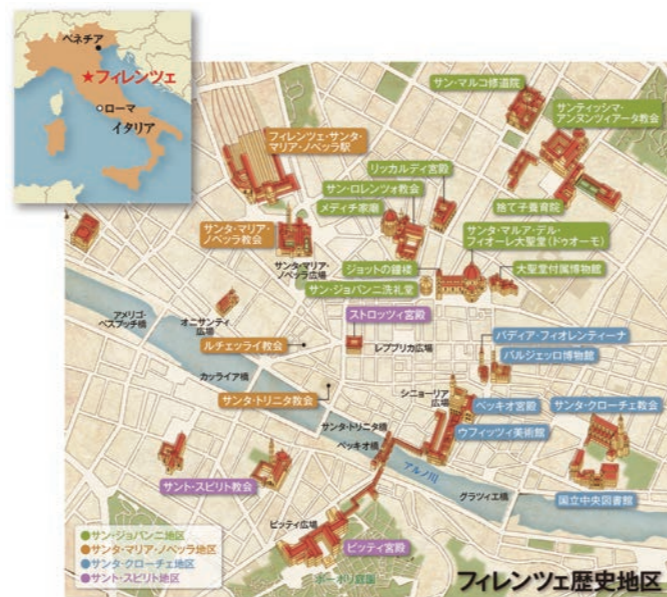 ベネチア
★フィレンツェ
○ローマ
イタリア
サン・マルコ修道院
サンティッシマ・
アンヌンツィアータ教会
フィレンツェ・サンタ・
マリア・ノベッラ駅
リッカルディ宮殿
サン・ロレンツォ教会
メディチ家廟
捨て子養育院
サンタ・マリア・
ノベッラ教会
サンタ・マルア・デル・
フィオーレ大聖堂(ドゥオーモ)
サンタ・マリア・
ノベッラ広場
ジョットの鐘楼
大聖堂付属博物館
サン・ジョバンニ洗礼堂
アメリゴ・
ベスプッチ橋
オニサンティ
広場
ストロッツィ宮殿
ルチェッライ教会
レプブリカ広場
バディア・フィオレンティーナ
バルジェッロ博物館
カッライア橋
サンタ・トリニタ教会
シニョーリア
広場
ベッキオ宮殿
サンタ・クローチェ教会
サンタ・トリニタ橋
ベッキオ橋
ウフィッツィ美術館
サント・スピリト教会
アルノ川
グラツィエ橋
国立中央図書館
ピッティ広場
ピッティ宮殿
ボーボリ庭園
●サン・ジョバンニ地区
●サンタ・マリア・ノベッラ地区
●サンタ・クローチェ地区
●サント・スピリト地区
フィレンツェ歴史地区